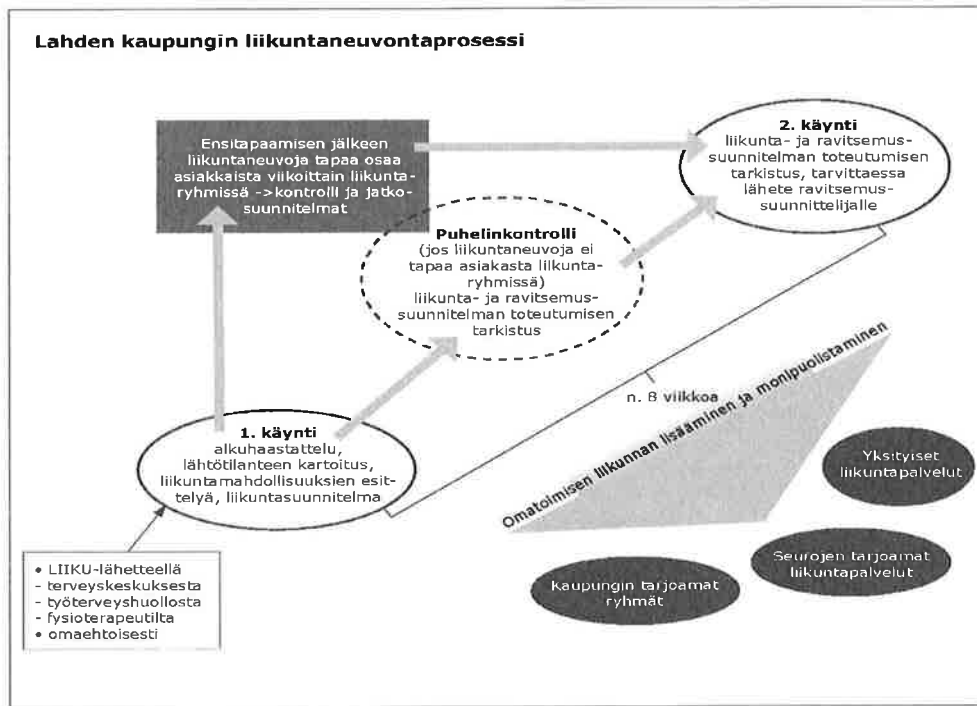 Lahden kaupungin liikuntaneuvontaprosessi
Ensitapaamisen jälkeen
liikuntaneuvoja tapaa osaa
asiakkaista viikoittain liikunta-
ryhmissä ->kontrolli ja jatko-
suunnitelmat
2. käynti
liikunta- ja ravitsemus-
suunnitelman toteutumisen
tarkistus, tarvittaessa
lähete ravitsemus-
suunnittelijalle
Puhelinkontrolli
(jos liikuntaneuvoja ei
tapaa asiakasta liikunta-
ryhmissä)
liikunta- ja ravitsemus-
suunnitelman toteutumisen
tarkistus
n. 8 viikkoa
1. käynti
alkuhaastattelu,
lähtötilanteen kartoitus,
liikuntamahdollisuuksien esit-
telyä, liikuntasuunnitelma
Omatoimisen liikunnan lisääminen ja monipuolistaminen
Yksityiset
liikuntapalvelut
Seurojen tarjoamat
liikuntapalvelut
Kaupungin tarjoamat
ryhmät
• LIIKU-lähetteellä
- terveyskeskuksesta
- työterveyshuollosta
- fysioterapeutilta
• omaehtoisesti